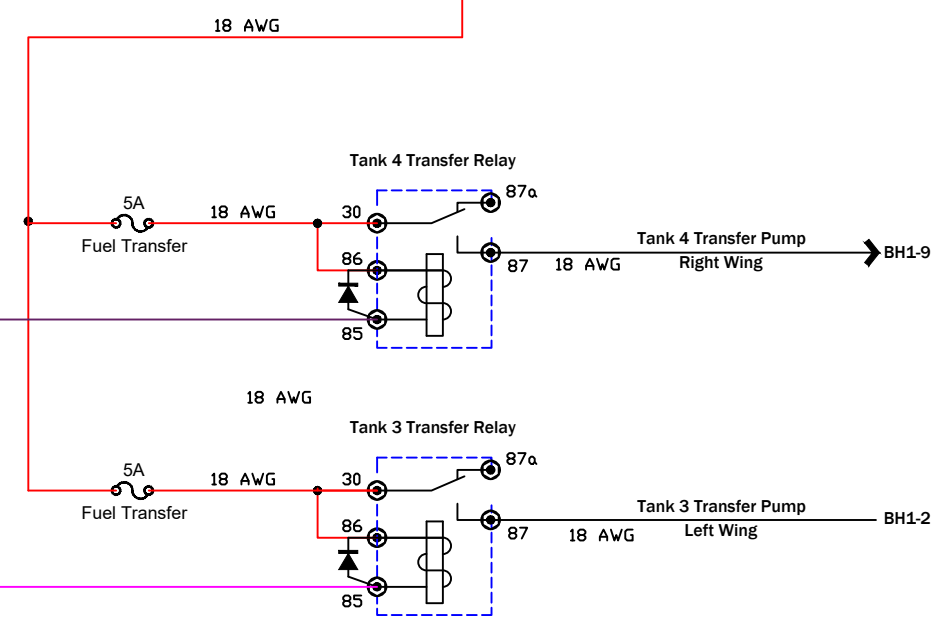 18 AWG
Tank 4 Transfer Relay
87a
5A
18 AWG
30
Fuel Transfer
Tank 4 Transfer Pump
86
87
18 AWG
Right Wing
BH1-9
85
18 AWG
Tank 3 Transfer Relay
87a
5A
18 AWG
30
Fuel Transfer
Tank 3 Transfer Pump
BH1-2
86
87
18 AWG
Left Wing
85